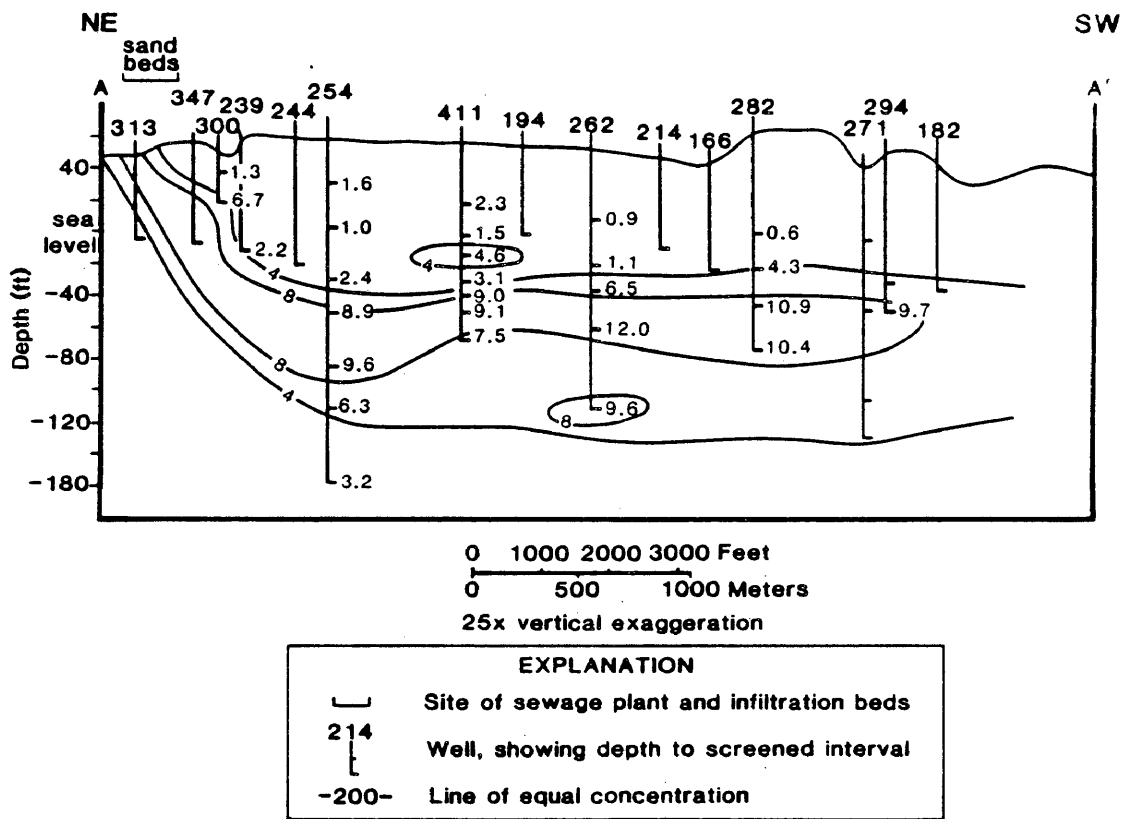 NE SW
sand
beds
A 254 A'
347 239 411 282 294
313 300 244 194 262 214 166 271 182
40
sea
level
-40
-80
-120
-180
Depth (ft)
1.3
6.7
2.2
1.6
1.0
2.4
8.9
9.6
6.3
3.2
2.3
1.5
4.6
3.1
9.0
9.1
7.5
0.9
1.1
6.5
12.0
9.6
0.6
4.3
10.9
10.4
9.7
4
8
8
4
4
8
0 1000 2000 3000 Feet
0 500 1000 Meters
25x vertical exaggeration
EXPLANATION
Site of sewage plant and infiltration beds
214
Well, showing depth to screened interval
-200- Line of equal concentration